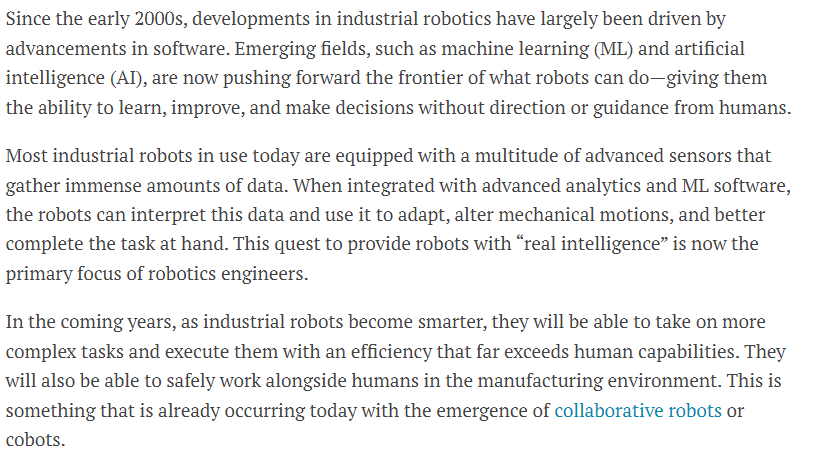 Since the early 2000s, developments in industrial robotics have largely been driven by
advancements in software. Emerging fields, such as machine learning (ML) and artificial
intelligence (AI), are now pushing forward the frontier of what robots can do—giving them
the ability to learn, improve, and make decisions without direction or guidance from humans.
Most industrial robots in use today are equipped with a multitude of advanced sensors that
gather immense amounts of data. When integrated with advanced analytics and ML software,
the robots can interpret this data and use it to adapt, alter mechanical motions, and better
complete the task at hand. This quest to provide robots with “real intelligence” is now the
primary focus of robotics engineers.
In the coming years, as industrial robots become smarter, they will be able to take on more
complex tasks and execute them with an efficiency that far exceeds human capabilities. They
will also be able to safely work alongside humans in the manufacturing environment. This is
something that is already occurring today with the emergence of collaborative robots or
cobots.